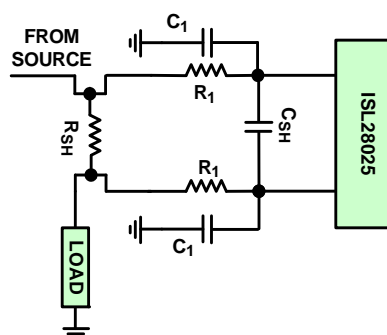 C1
FROM
SOURCE
R1
RSH
CSH
ISL28025
R1
C1
LOAD